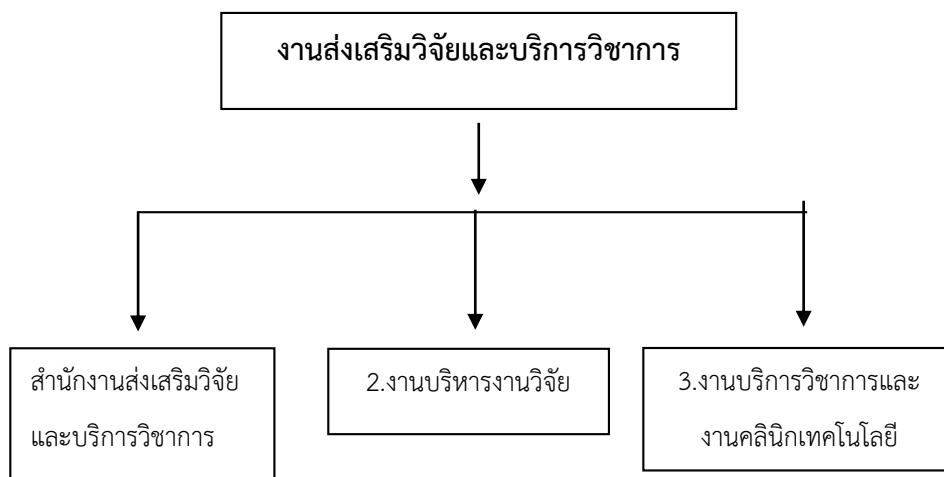 งานส่งเสริมวิจัยและบริการวิชาการ
สำนักงานส่งเสริมวิจัย
และบริการวิชาการ
2.งานบริหารงานวิจัย
3.งานบริการวิชาการและ
งานคลินิกเทคโนโลยี